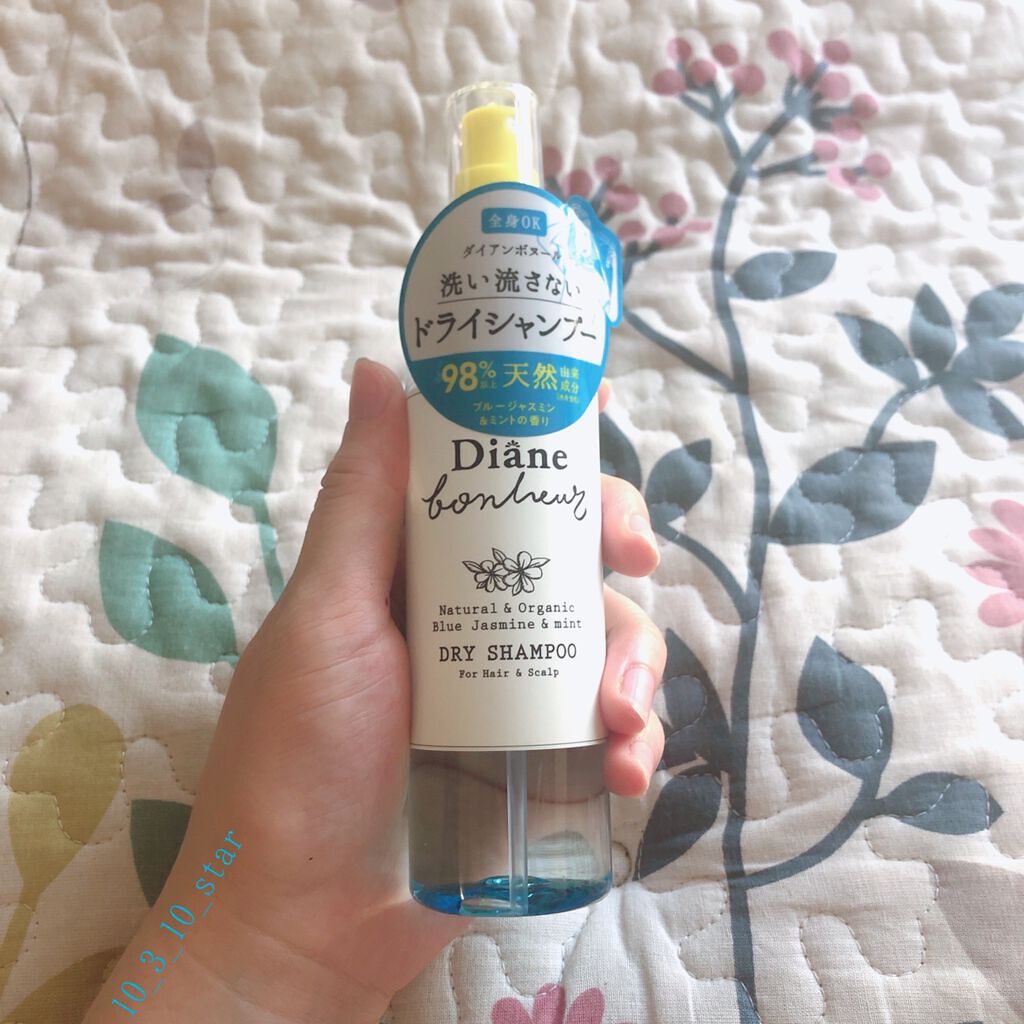 全身OK
ダイアンボヌール
洗い流さない
ドライシャンプー
98%以上 天然由来成分
ブルージャスミン
&ミントの香り
Diane
bonheur
Natural & Organic
Blue Jasmine & mint
DRY SHAMPOO
For Hair & Scalp
10_3_10_star